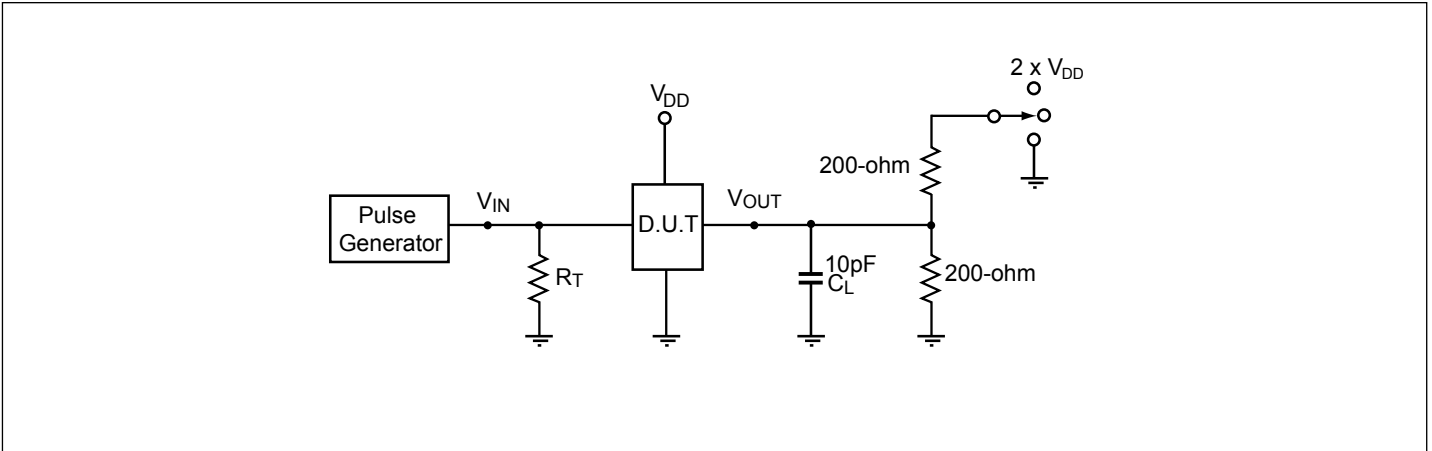 2 x VDD
VDD
200-ohm
Pulse
Generator
VIN
D.U.T
VOUT
RT
10pF
CL
200-ohm